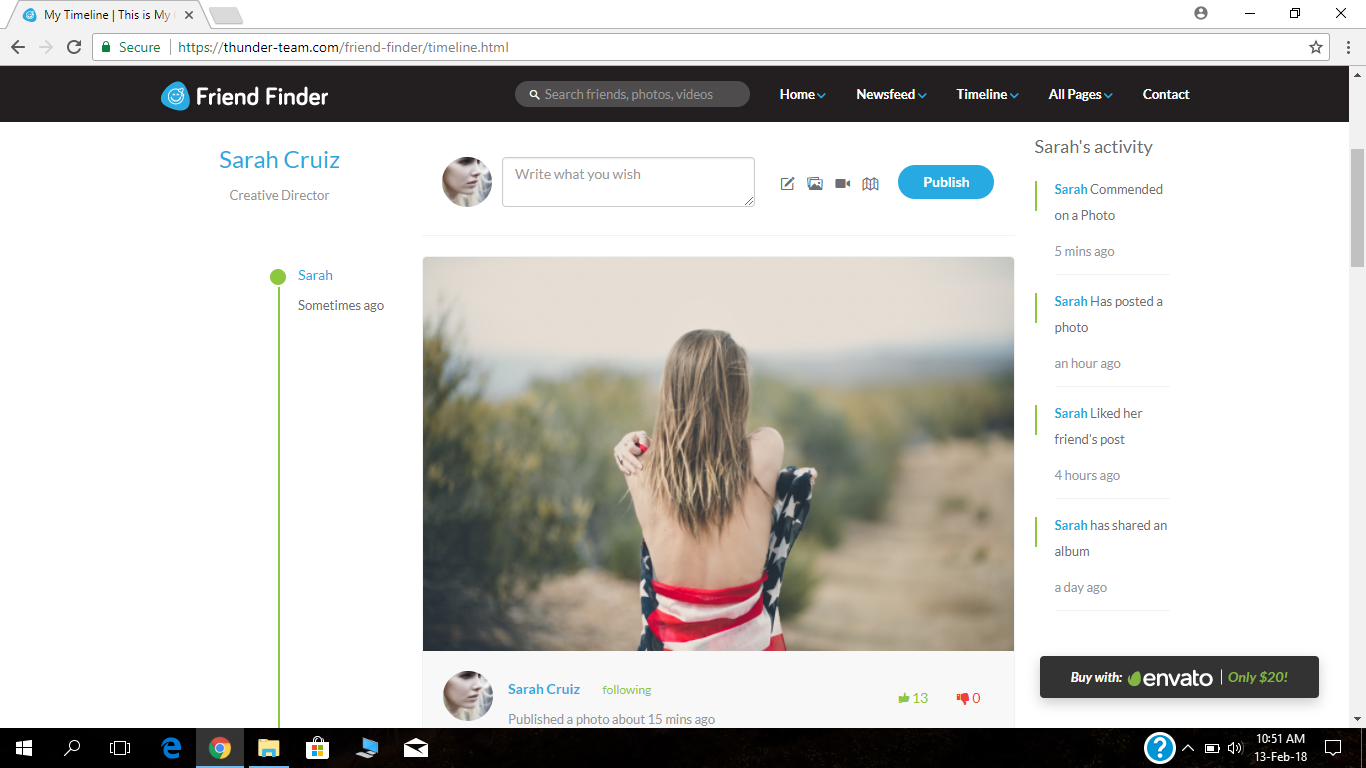 My Timeline | This is My
Secure
https://thunder-team.com/friend-finder/timeline.html
Friend Finder
Search friends, photos, videos
Home
Newsfeed
Timeline
All Pages
Contact
Sarah Cruiz
Creative Director
Write what you wish
Publish
Sarah
Sometimes ago
Sarah Cruiz
following
Published a photo about 15 mins ago
13
0
Sarah's activity
Sarah Commended
on a Photo
5 mins ago
Sarah Has posted a
photo
an hour ago
Sarah Liked her
friend's post
4 hours ago
Sarah has shared an
album
a day ago
Buy with: envato | Only $20!
10:51 AM
13-Feb-18